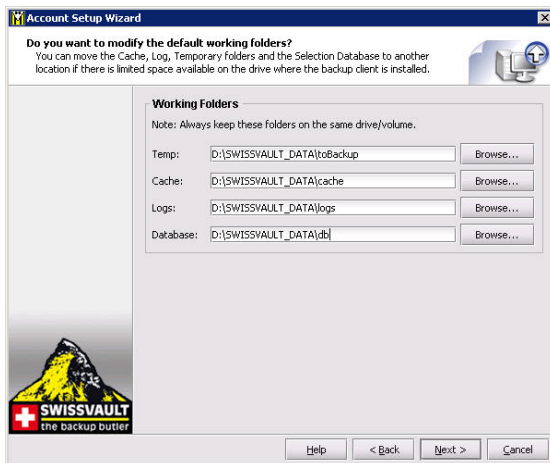 Account Setup Wizard
Do you want to modify the default working folders?
You can move the Cache, Log, Temporary folders and the Selection Database to another
location if there is limited space available on the drive where the backup client is installed.
Working Folders
Note: Always keep these folders on the same drive/volume.
Temp: D:\SWISSVAULT_DATA\toBackup Browse...
Cache: D:\SWISSVAULT_DATA\cache Browse...
Logs: D:\SWISSVAULT_DATA\logs Browse...
Database: D:\SWISSVAULT_DATA\db Browse...
SWISSVAULT
the backup butler
Help < Back Next > Cancel